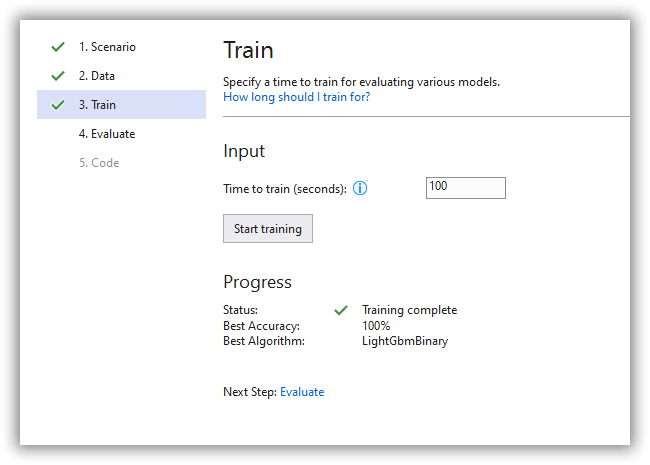 1. Scenario
2. Data
3. Train
4. Evaluate
5. Code
Train
Specify a time to train for evaluating various models.
How long should I train for?
Input
Time to train (seconds): 100
Start training
Progress
Status: Training complete
Best Accuracy: 100%
Best Algorithm: LightGbmBinary
Next Step: Evaluate